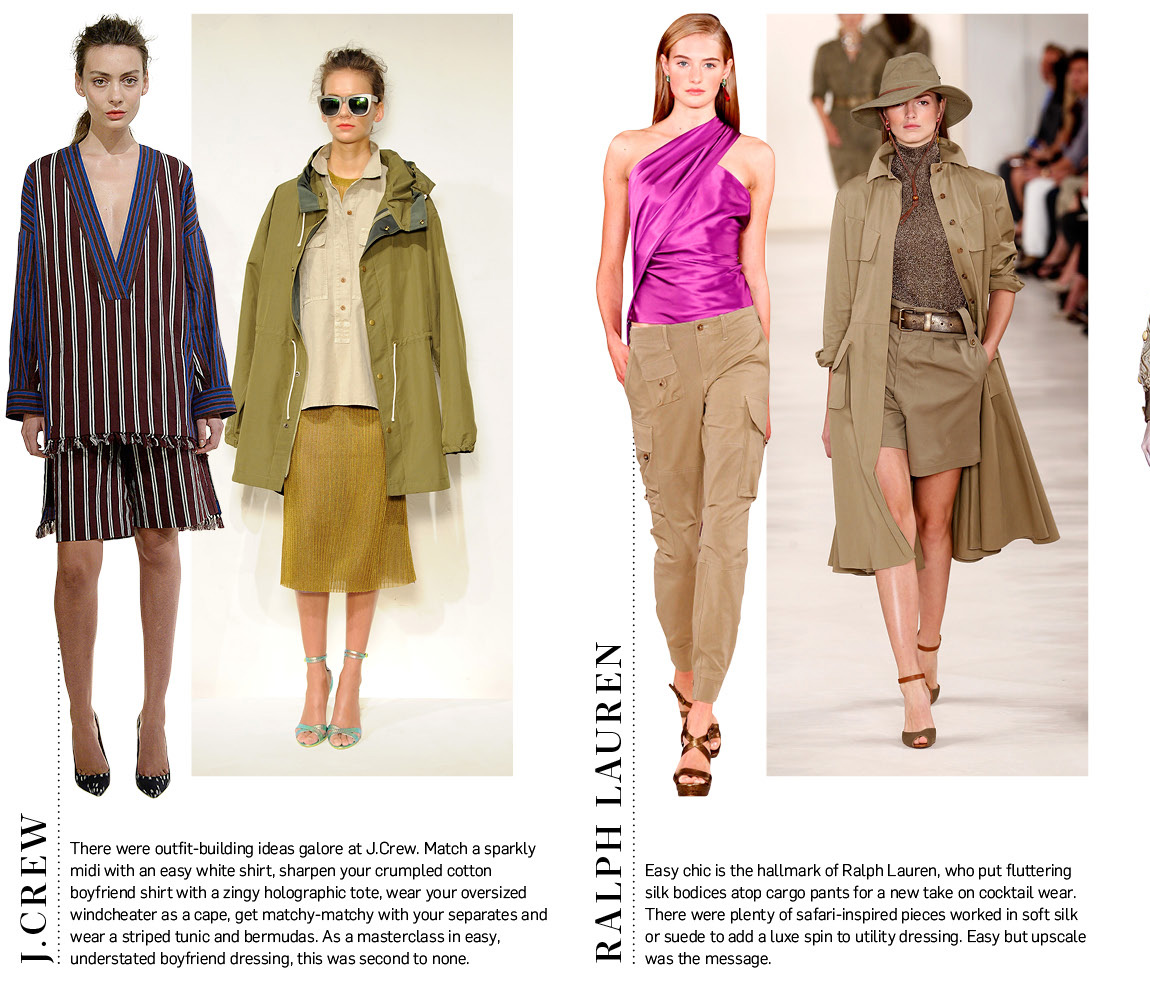 J.CREW
There were outfit-building ideas galore at J.Crew. Match a sparkly
midi with an easy white shirt, sharpen your crumpled cotton
boyfriend shirt with a zingy holographic tote, wear your oversized
windcheater as a cape, get matchy-matchy with your separates and
wear a striped tunic and bermudas. As a masterclass in easy,
understated boyfriend dressing, this was second to none.
RALPH LAUREN
Easy chic is the hallmark of Ralph Lauren, who put fluttering
silk bodices atop cargo pants for a new take on cocktail wear.
There were plenty of safari-inspired pieces worked in soft silk
or suede to add a luxe spin to utility dressing. Easy but upscale
was the message.